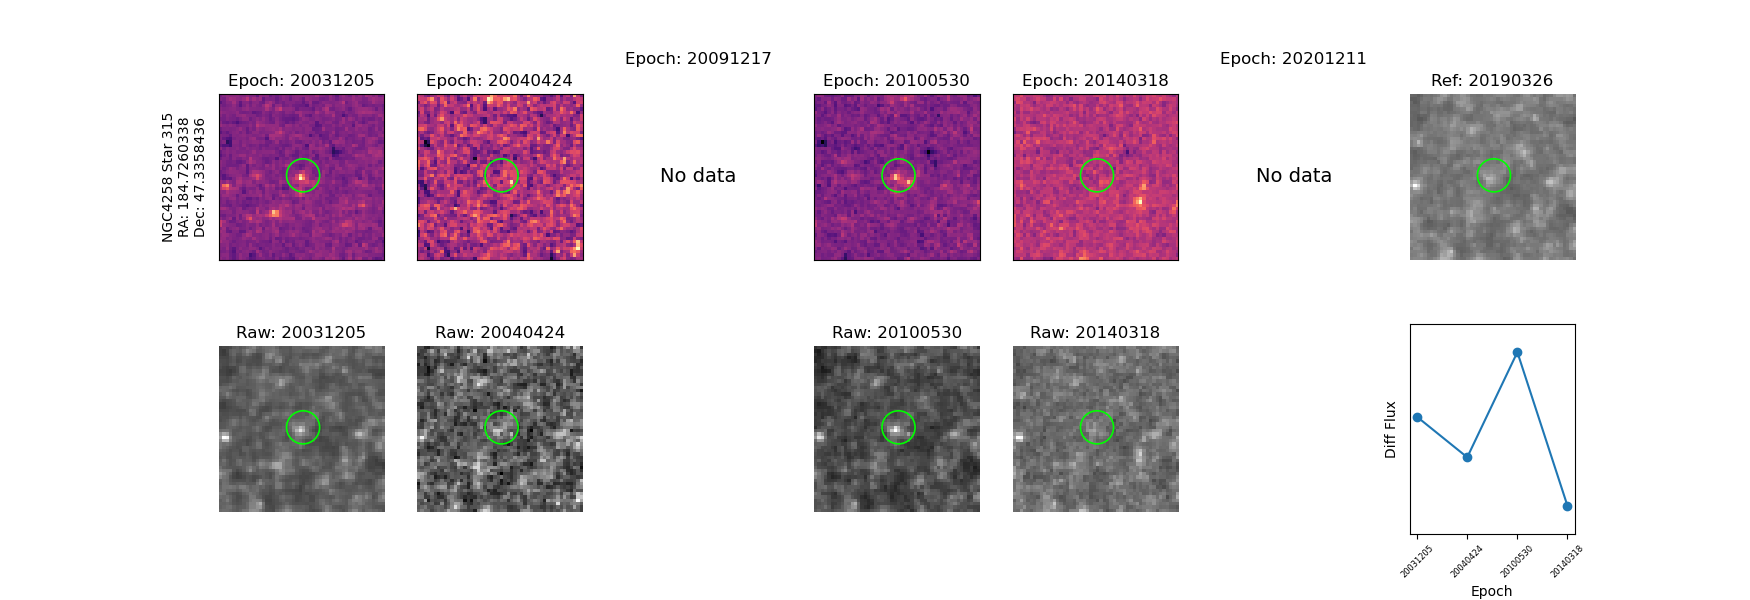 Epoch: 20091217
Epoch: 20201211
Epoch: 20031205
Epoch: 20040424
Epoch: 20100530
Epoch: 20140318
Ref: 20190326
NGC4258 Star 315
RA: 184.7260338
Dec: 47.3358436
No data
No data
Raw: 20031205
Raw: 20040424
Raw: 20100530
Raw: 20140318
Diff Flux
20031205
20040424
20100530
20140318
Epoch